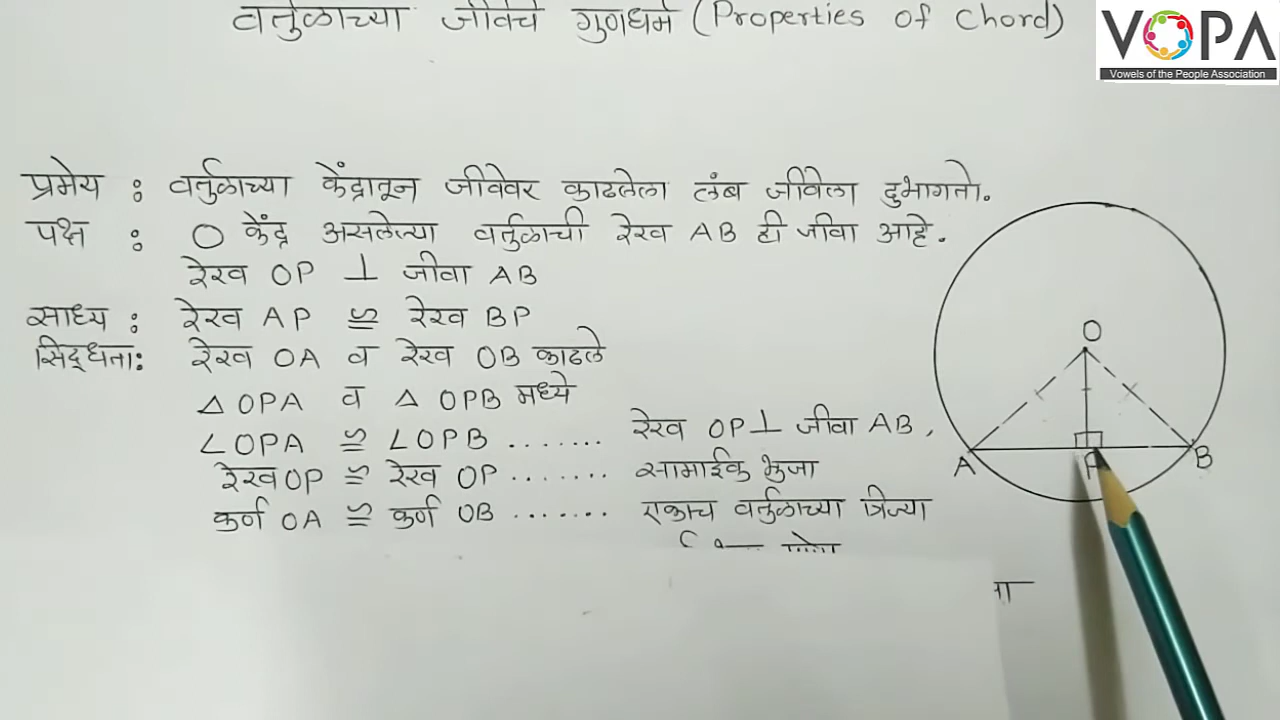 वर्तुळाच्या जीवेचे गुणधर्म (Properties of Chord)
VOPA
Vowels of the People Association
प्रमेय : वर्तुळाच्या केंद्रातून जीवेवर काढलेला लंब जीवेला दुभागतो.
पक्ष : O केंद्र असलेल्या वर्तुळाची रेख AB ही जीवा आहे.
रेख OP ⊥ जीवा AB
साध्य : रेख AP ≅ रेख BP
सिद्धता: रेख OA व रेख OB काढले
△ OPA व △ OPB मध्ये
∠OPA ≅ ∠OPB ....... रेख OP ⊥ जीवा AB,
रेख OP ≅ रेख OP ....... सामाईक भुजा
कर्ण OA ≅ कर्ण OB ....... एकाच वर्तुळाच्या त्रिज्या
O
A
P
B